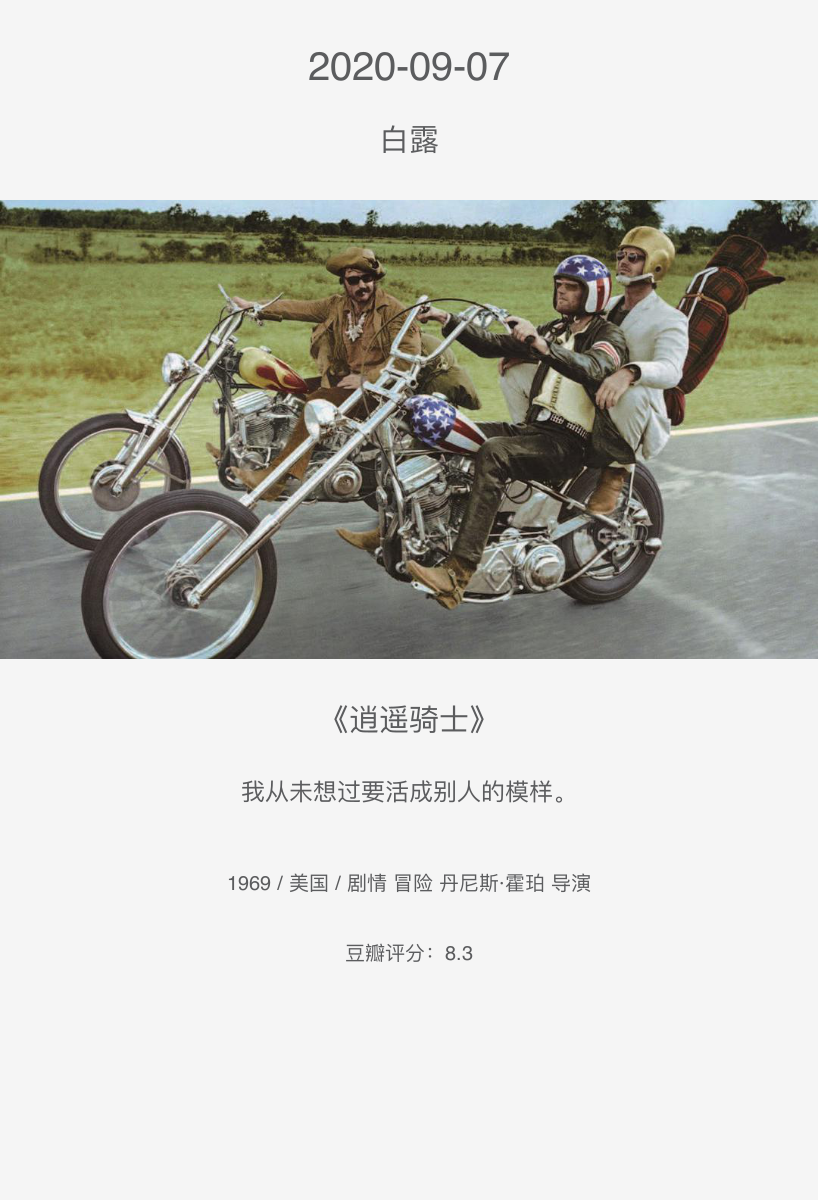 2020-09-07
白露
《逍遥骑士》
我从未想过要活成别人的模样。
1969 / 美国 / 剧情 冒险 丹尼斯·霍珀 导演
豆瓣评分：8.3